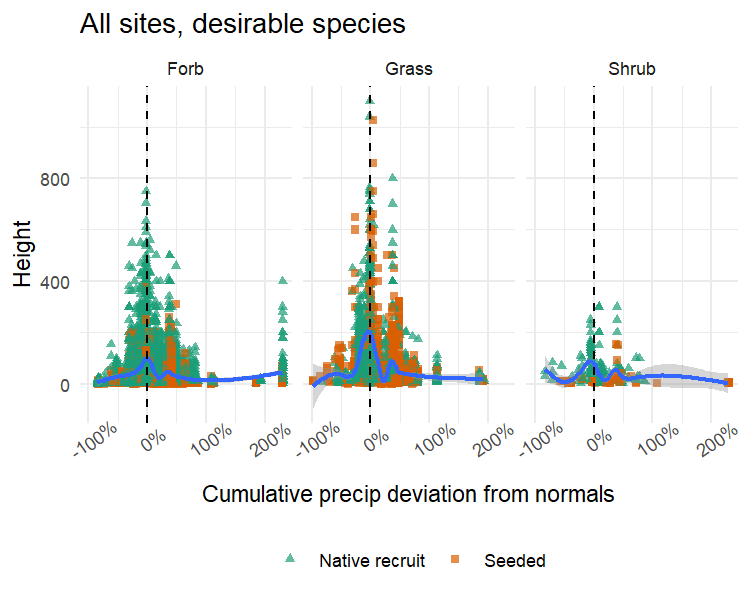 All sites, desirable species
Forb Grass Shrub
800
400
0
Height
-100% 0% 100% 200% -100% 0% 100% 200% -100% 0% 100% 200%
Cumulative precip deviation from normals
Native recruit Seeded